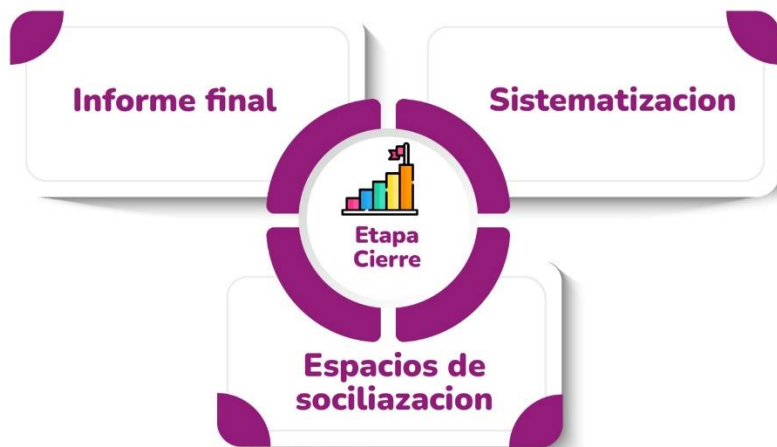 Informe final
Sistematizacion
Etapa
Cierre
Espacios de
sociliazacion